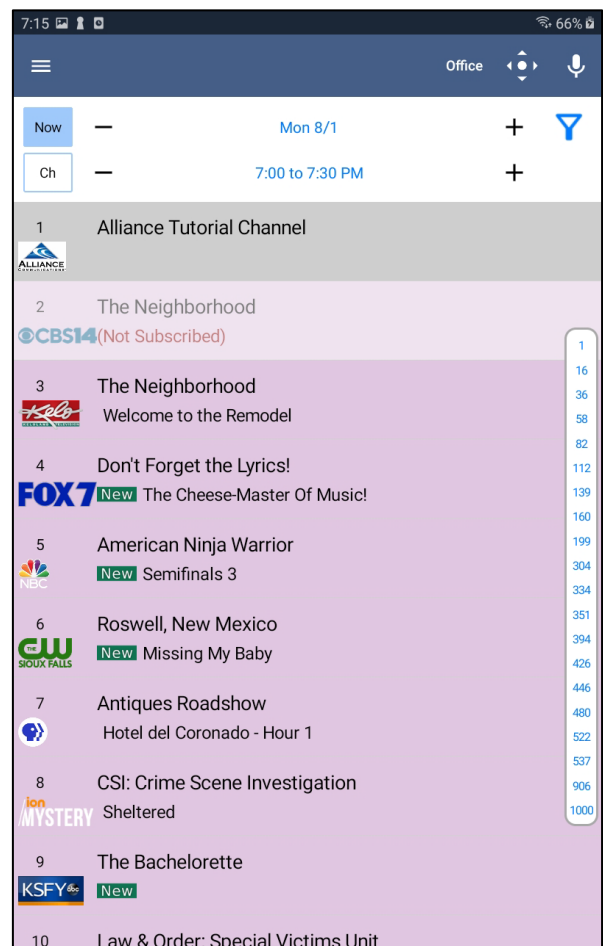 7:15
66%
Office
Now
Mon 8/1
Ch
7:00 to 7:30 PM
1
Alliance Tutorial Channel
ALLIANCE
2
The Neighborhood
CBS14
(Not Subscribed)
3
The Neighborhood
Kelo
Welcome to the Remodel
4
Don't Forget the Lyrics!
FOX7
New The Cheese-Master Of Music!
5
American Ninja Warrior
NBC
New Semifinals 3
6
Roswell, New Mexico
THE CW
SIOUX FALLS
New Missing My Baby
7
Antiques Roadshow
Hotel del Coronado - Hour 1
8
CSI: Crime Scene Investigation
ion
MYSTERY
Sheltered
9
The Bachelorette
KSFY abc
New
10
Law & Order: Special Victims Unit
1
16
36
58
82
112
139
160
199
304
334
351
394
426
446
480
522
537
906
1000